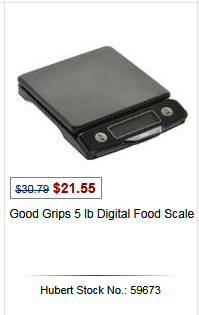 $30.79 $21.55
Good Grips 5 lb Digital Food Scale
Hubert Stock No.: 59673